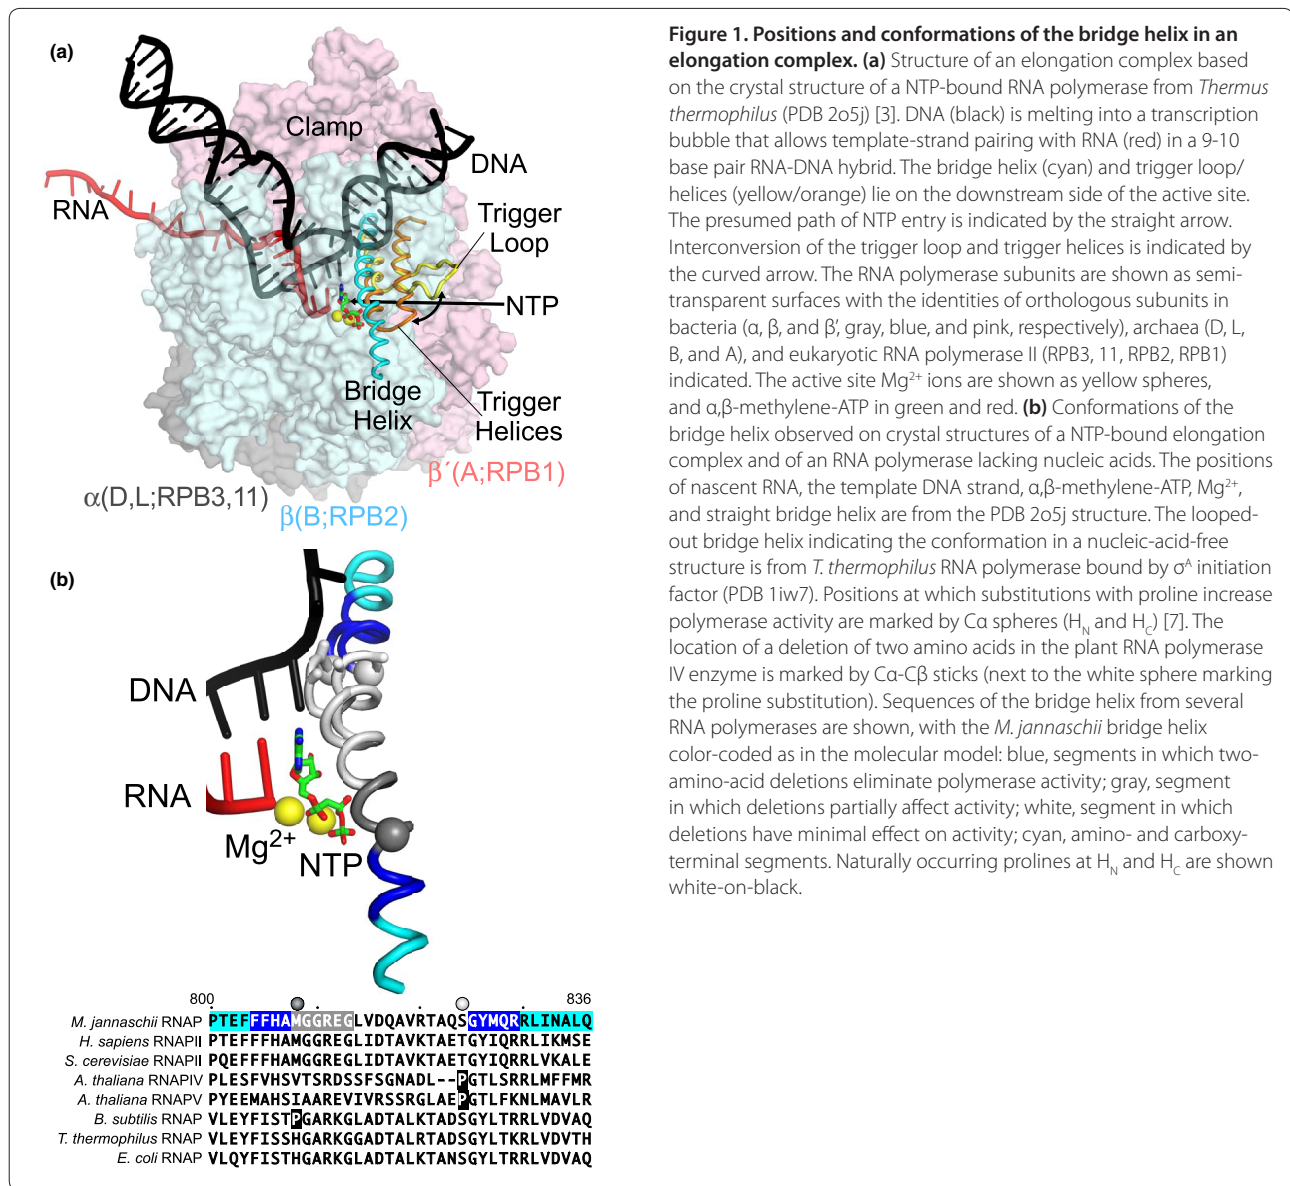 (a)
Clamp
DNA
RNA
Trigger
Loop
NTP
Bridge
Helix
Trigger
Helices
β´(A;RPB1)
α(D,L;RPB3,11)
β(B;RPB2)
(b)
DNA
RNA
Mg2+
NTP
800 836
M. jannaschii RNAP PTEFFFHAMGGREGLVDQAVRTAQSGYMQRRLINALQ
H. sapiens RNAPII PTEFFFHAMGGREGLIDTAVKTAETGYIQRRLIKMSE
S. cerevisiae RNAPII PQEFFFHAMGGREGLIDTAVKTAETGYIQRRLVKALE
A. thaliana RNAPIV PLESFVHSVTSRDSSFSGNADL--PGTLSRRLMFFMR
A. thaliana RNAPV PYEEMAHSIAAREVIVRSSRGLAEPGTLFKNLMAVLR
B. subtilis RNAP VLEYFISTPGARKGLADTALKTADSGYLTRRLVDVAQ
T. thermophilus RNAP VLEYFISSHGARKGGADTALRTADSGYLTKRLVDVTH
E. coli RNAP VLQYFISTHGARKGLADTALKTANSGYLTRRLVDVAQ
Figure 1. Positions and conformations of the bridge helix in an
elongation complex. (a) Structure of an elongation complex based
on the crystal structure of a NTP-bound RNA polymerase from Thermus
thermophilus (PDB 2o5j) [3]. DNA (black) is melting into a transcription
bubble that allows template-strand pairing with RNA (red) in a 9-10
base pair RNA-DNA hybrid. The bridge helix (cyan) and trigger loop/
helices (yellow/orange) lie on the downstream side of the active site.
The presumed path of NTP entry is indicated by the straight arrow.
Interconversion of the trigger loop and trigger helices is indicated by
the curved arrow. The RNA polymerase subunits are shown as semi-
transparent surfaces with the identities of orthologous subunits in
bacteria (α, β, and β′, gray, blue, and pink, respectively), archaea (D, L,
B, and A), and eukaryotic RNA polymerase II (RPB3, 11, RPB2, RPB1)
indicated. The active site Mg2+ ions are shown as yellow spheres,
and α,β-methylene-ATP in green and red. (b) Conformations of the
bridge helix observed on crystal structures of a NTP-bound elongation
complex and of an RNA polymerase lacking nucleic acids. The positions
of nascent RNA, the template DNA strand, α,β-methylene-ATP, Mg2+,
and straight bridge helix are from the PDB 2o5j structure. The looped-
out bridge helix indicating the conformation in a nucleic-acid-free
structure is from T. thermophilus RNA polymerase bound by σA initiation
factor (PDB 1iw7). Positions at which substitutions with proline increase
polymerase activity are marked by Cα spheres (HN and HC) [7]. The
location of a deletion of two amino acids in the plant RNA polymerase
IV enzyme is marked by Cα-Cβ sticks (next to the white sphere marking
the proline substitution). Sequences of the bridge helix from several
RNA polymerases are shown, with the M. jannaschii bridge helix
color-coded as in the molecular model: blue, segments in which two-
amino-acid deletions eliminate polymerase activity; gray, segment
in which deletions partially affect activity; white, segment in which
deletions have minimal effect on activity; cyan, amino- and carboxy-
terminal segments. Naturally occurring prolines at HN and HC are shown
white-on-black.